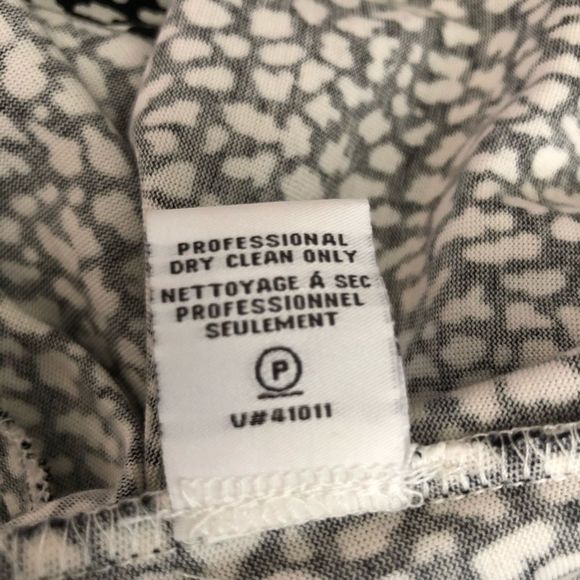 PROFESSIONAL
DRY CLEAN ONLY
NETTOYAGE Á SEC
PROFESSIONNEL
SEULEMENT
P
V#41011